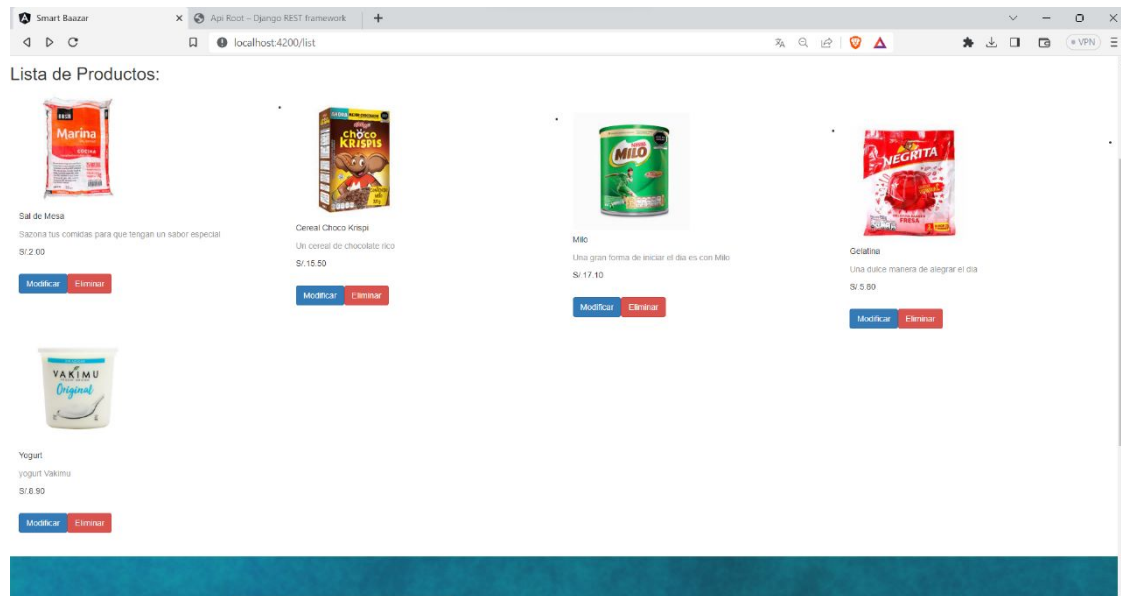 Smart Baazar
Api Root – Django REST framework
localhost:4200/list
VPN
Lista de Productos:
Marina
COCINA
Sal de Mesa
Sazona tus comidas para que tengan un sabor especial
S/.2.00
Modificar Eliminar
choco
KRISPIS
Cereal Choco Krispi
Un cereal de chocolate rico
S/.15.50
Modificar Eliminar
MILO
Milo
Una gran forma de iniciar el dia es con Milo
S/.17.10
Modificar Eliminar
NEGRITA
FRESA
Gelatina
Una dulce manera de alegrar el dia
S/.5.80
Modificar Eliminar
VAKIMU
Original
Yogurt
yogurt Vakimu
S/.8.90
Modificar Eliminar